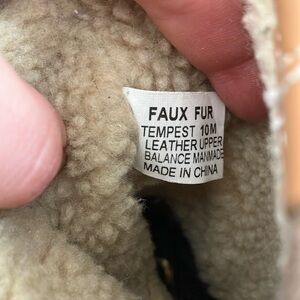 FAUX FUR
TEMPEST 10M
LEATHER UPPER
BALANCE MANMADE
MADE IN CHINA